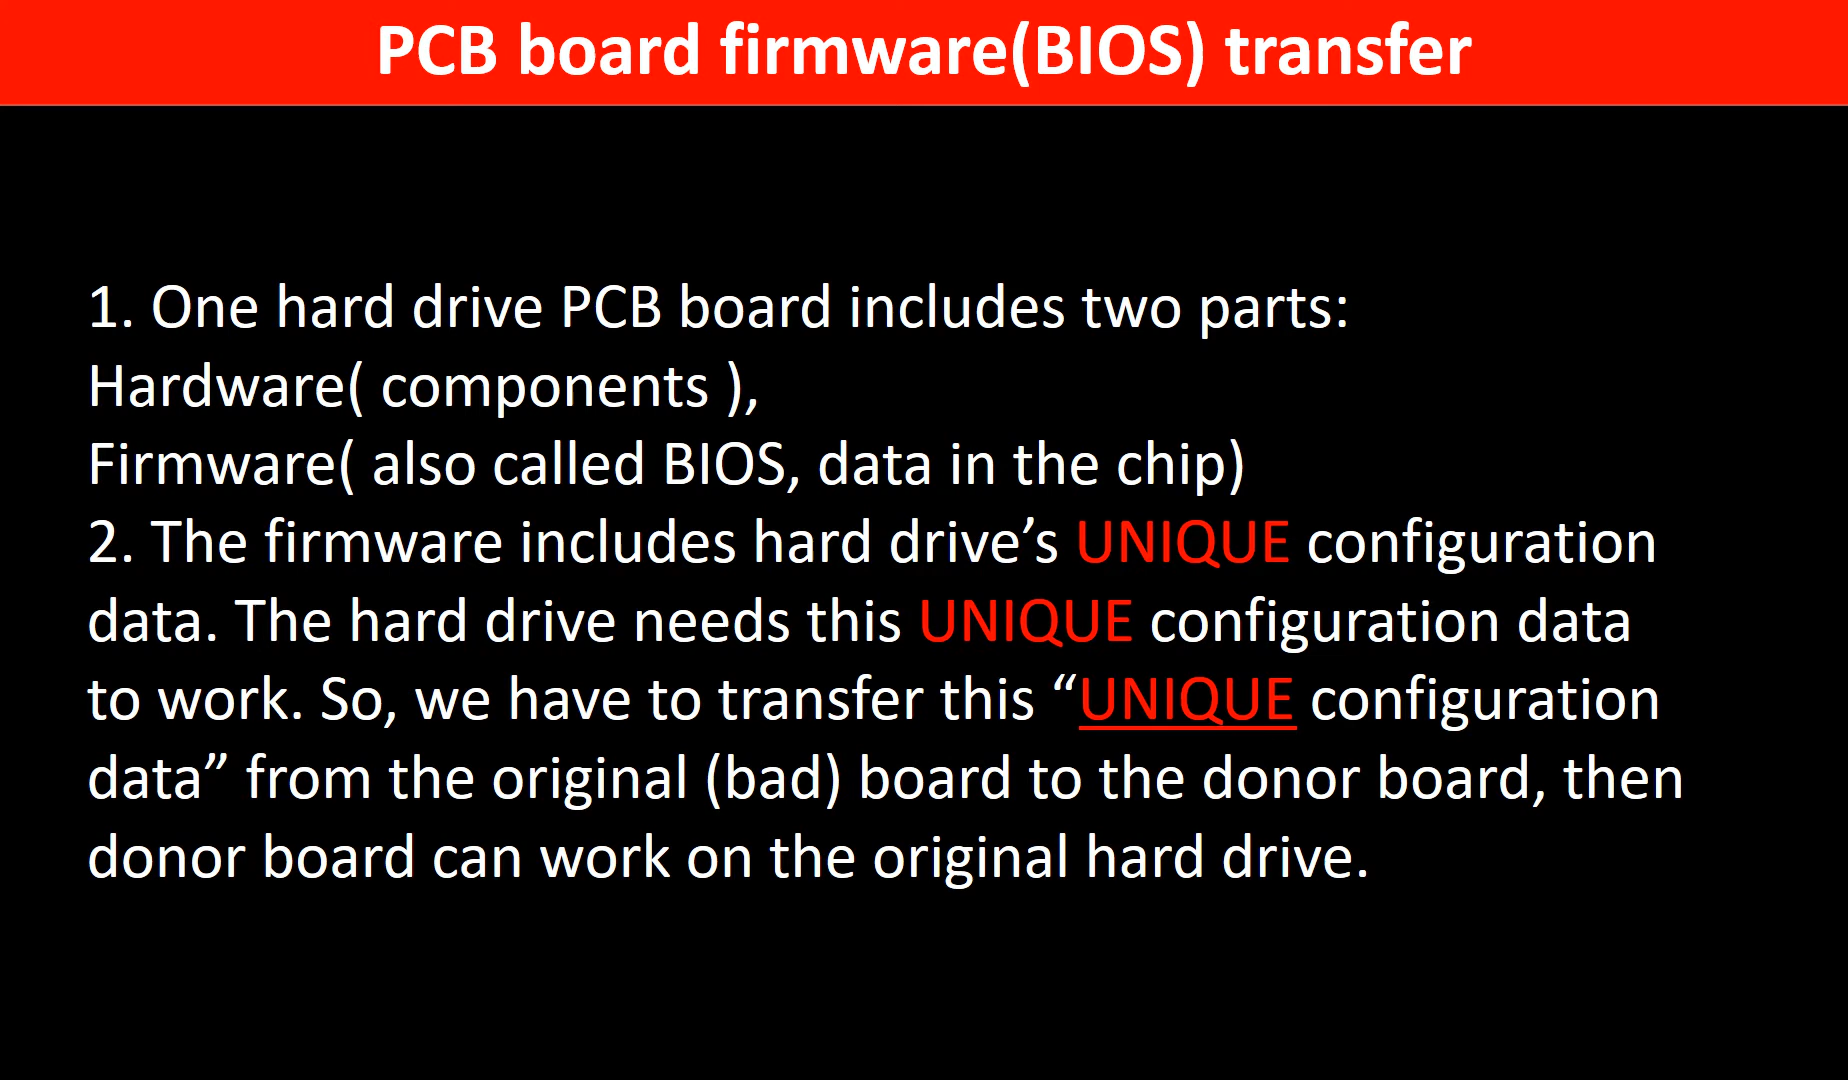 PCB board firmware(BIOS) transfer
1. One hard drive PCB board includes two parts:
Hardware( components ),
Firmware( also called BIOS, data in the chip)
2. The firmware includes hard drive’s UNIQUE configuration
data. The hard drive needs this UNIQUE configuration data
to work. So, we have to transfer this “UNIQUE configuration
data” from the original (bad) board to the donor board, then
donor board can work on the original hard drive.